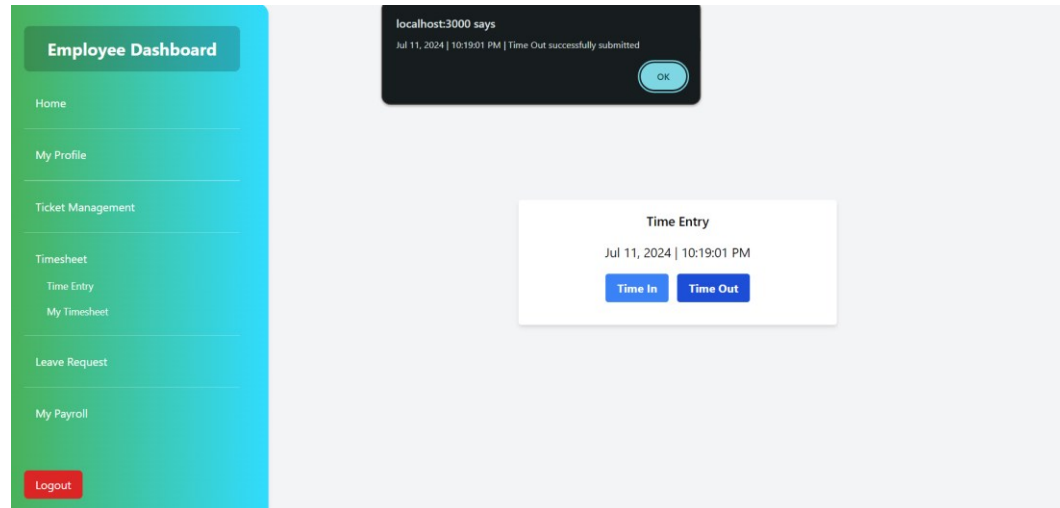 Employee Dashboard
Home
My Profile
Ticket Management
Timesheet
Time Entry
My Timesheet
Leave Request
My Payroll
Logout
localhost:3000 says
Jul 11, 2024 | 10:19:01 PM | Time Out successfully submitted
OK
Time Entry
Jul 11, 2024 | 10:19:01 PM
Time In Time Out